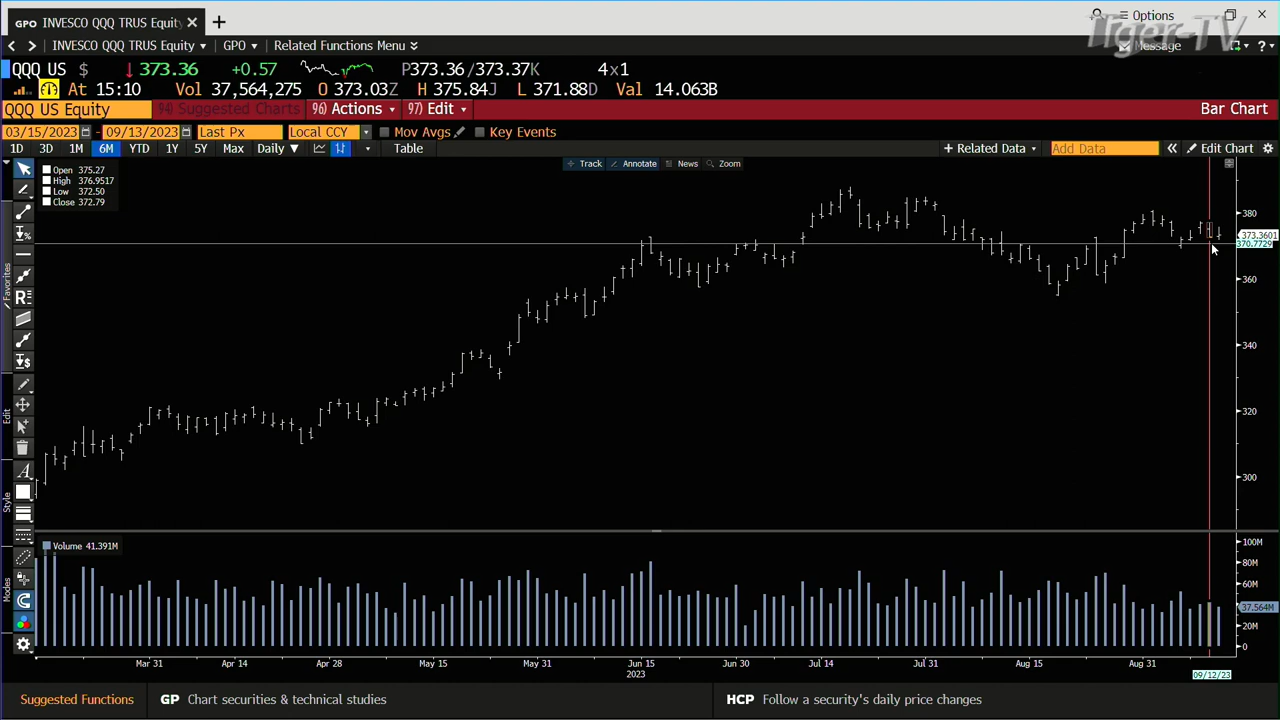 GPO INVESCO QQQ TRUS Equity × +
Options
Tiger-TV
INVESCO QQQ TRUS Equity GPO Related Functions Menu
Message ?
QQQ US $ ↓ 373.36 +0.57 P373.36/373.37K 4x1
At 15:10 Vol 37,564,275 O 373.03Z H 375.84J L 371.88D Val 14.063B
QQQ US Equity 94) Suggested Charts 96) Actions 97) Edit Bar Chart
03/15/2023 - 09/13/2023 Last Px Local CCY Mov Avgs Key Events
1D 3D 1M 6M YTD 1Y 5Y Max Daily ▼ Table + Related Data Add Data « Edit Chart
Track Annotate News Zoom
Open 375.27
High 376.9517
Low 372.50
Close 372.79
380
373.3601
370.7729
360
340
320
300
Favorites
Edit
Style
Modes
Volume 41.391M
100M
80M
60M
37.564M
20M
0
Mar 31 Apr 14 Apr 28 May 15 May 31 Jun 15 Jun 30 Jul 14 Jul 31 Aug 15 Aug 31
2023
09/12/23
Suggested Functions GP Chart securities & technical studies HCP Follow a security's daily price changes